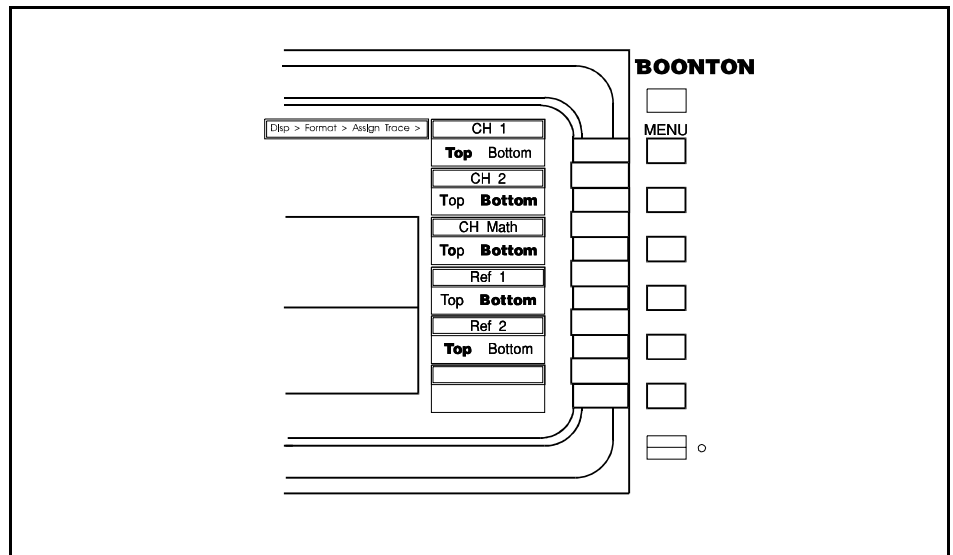 BOONTON
Disp > Format > Assign Trace >
CH 1
MENU
Top Bottom
CH 2
Top Bottom
CH Math
Top Bottom
Ref 1
Top Bottom
Ref 2
Top Bottom